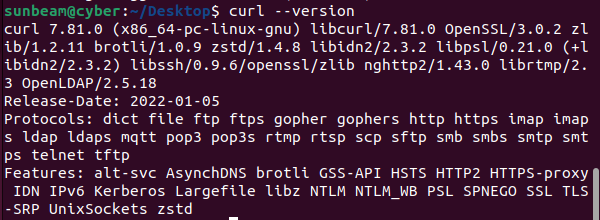 sunbeam@cyber:~/Desktop$ curl --version
curl 7.81.0 (x86_64-pc-linux-gnu) libcurl/7.81.0 OpenSSL/3.0.2 zl
ib/1.2.11 brotli/1.0.9 zstd/1.4.8 libidn2/2.3.2 libpsl/0.21.0 (+l
ibidn2/2.3.2) libssh/0.9.6/openssl/zlib nghttp2/1.43.0 librtmp/2.
3 OpenLDAP/2.5.18
Release-Date: 2022-01-05
Protocols: dict file ftp ftps gopher gophers http https imap imap
s ldap ldaps mqtt pop3 pop3s rtmp rtsp scp sftp smb smbs smtp smt
ps telnet tftp
Features: alt-svc AsynchDNS brotli GSS-API HSTS HTTP2 HTTPS-proxy
 IDN IPv6 Kerberos Largefile libz NTLM NTLM_WB PSL SPNEGO SSL TLS
-SRP UnixSockets zstd